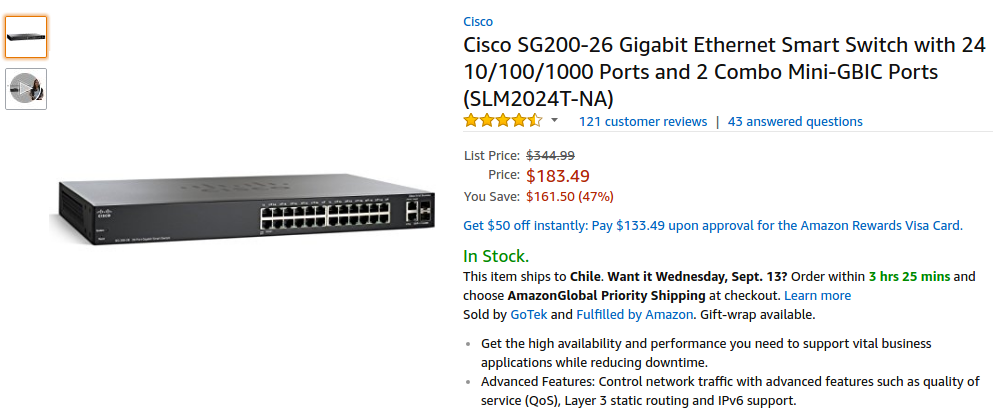 Cisco
Cisco SG200-26 Gigabit Ethernet Smart Switch with 24
10/100/1000 Ports and 2 Combo Mini-GBIC Ports
(SLM2024T-NA)
121 customer reviews | 43 answered questions
List Price: $344.99
Price: $183.49
You Save: $161.50 (47%)
Get $50 off instantly: Pay $133.49 upon approval for the Amazon Rewards Visa Card.
In Stock.
This item ships to Chile. Want it Wednesday, Sept. 13? Order within 3 hrs 25 mins and
choose AmazonGlobal Priority Shipping at checkout. Learn more
Sold by GoTek and Fulfilled by Amazon. Gift-wrap available.
Get the high availability and performance you need to support vital business
applications while reducing downtime.
Advanced Features: Control network traffic with advanced features such as quality of
service (QoS), Layer 3 static routing and IPv6 support.